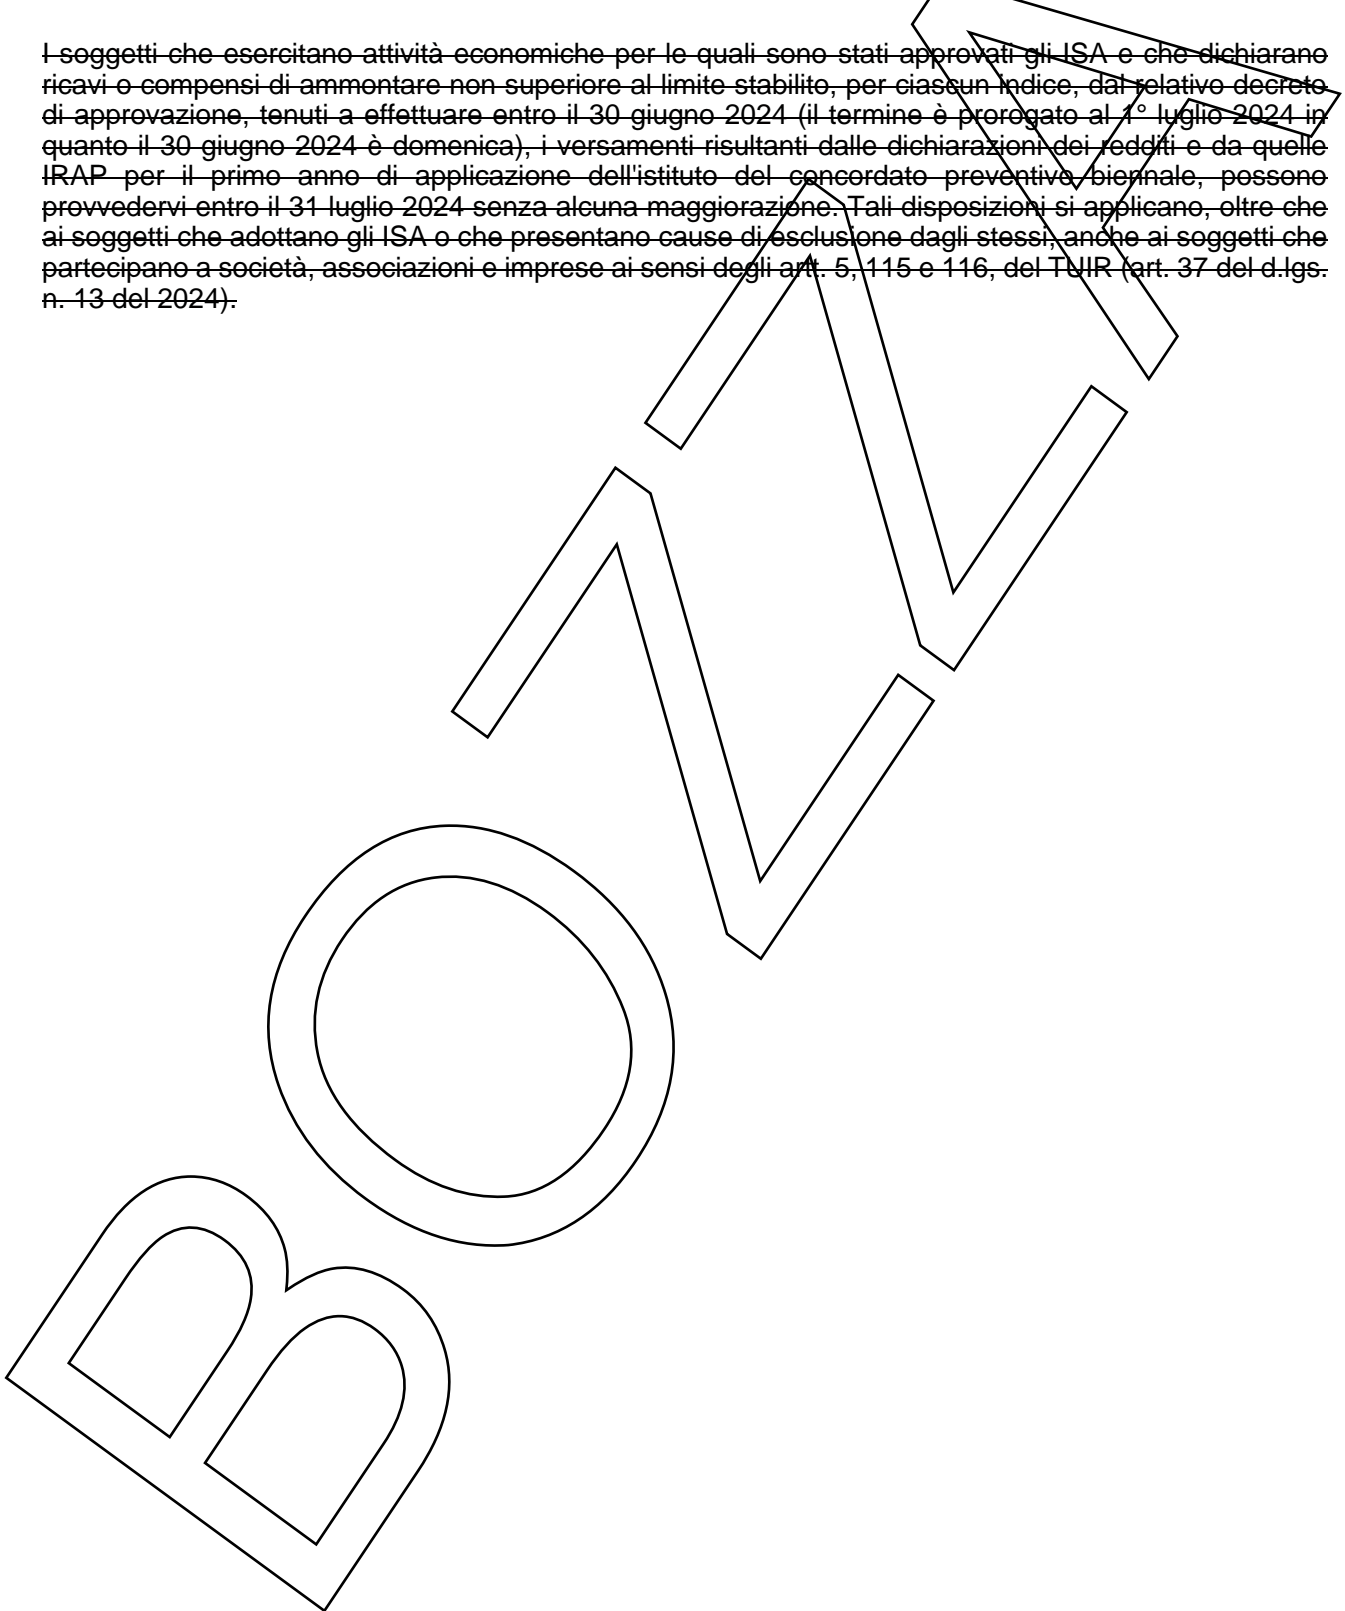 I soggetti che esercitano attività economiche per le quali sono stati approvati gli ISA e che dichiarano
ricavi o compensi di ammontare non superiore al limite stabilito, per ciascun indice, dal relativo decreto
di approvazione, tenuti a effettuare entro il 30 giugno 2024 (il termine è prorogato al 1° luglio 2024 in
quanto il 30 giugno 2024 è domenica), i versamenti risultanti dalle dichiarazioni dei redditi e da quelle
IRAP per il primo anno di applicazione dell'istituto del concordato preventivo biennale, possono
provvedervi entro il 31 luglio 2024 senza alcuna maggiorazione. Tali disposizioni si applicano, oltre che
ai soggetti che adottano gli ISA o che presentano cause di esclusione dagli stessi, anche ai soggetti che
partecipano a società, associazioni e imprese ai sensi degli artt. 5, 115 e 116, del TUIR (art. 37 del d.lgs.
n. 13 del 2024).
BOZZA